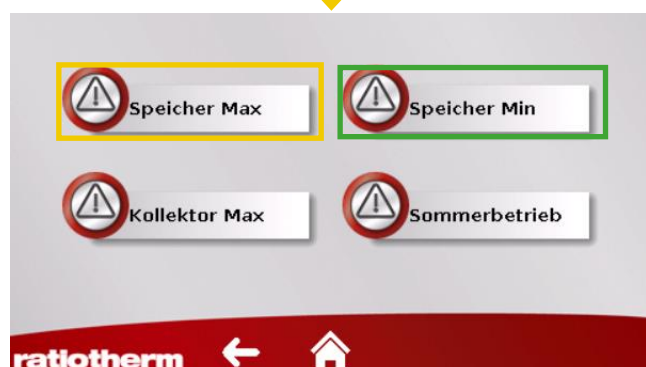 Speicher Max
Speicher Min
Kollektor Max
Sommerbetrieb
ratiotherm